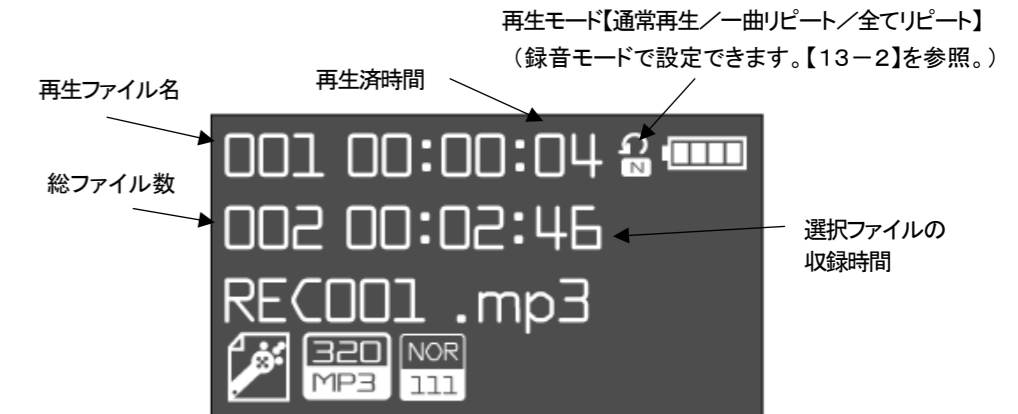 再生モード【通常再生／一曲リピート／全てリピート】
（録音モードで設定できます。【13－2】を参照。）
再生ファイル名
再生済時間
001 00:00:04 N
総ファイル数
002 00:02:46
選択ファイルの
収録時間
REC001 .mp3
320 NOR
MP3 111